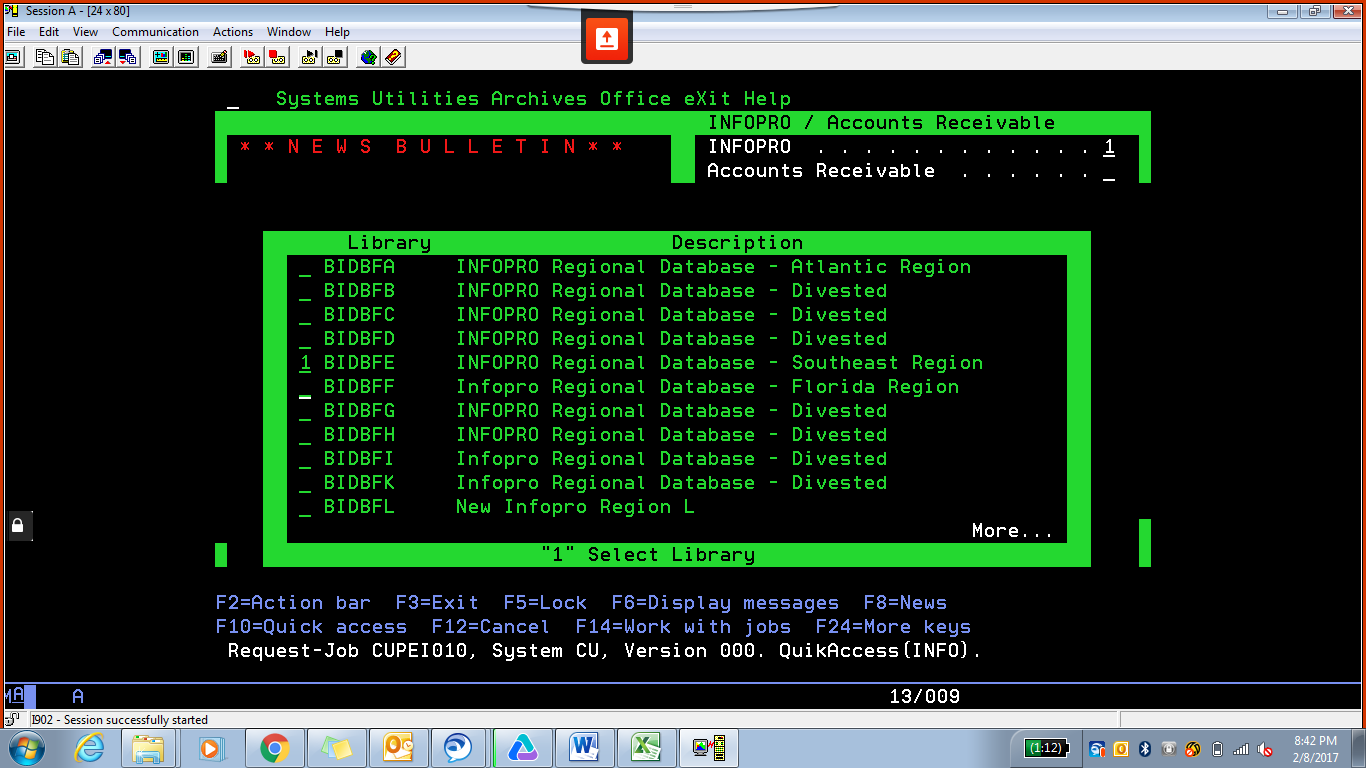 Session A - [24 x 80]
File Edit View Communication Actions Window Help
Systems Utilities Archives Office eXit Help
INFOPRO / Accounts Receivable
* * N E W S B U L L E T I N * *
INFOPRO . . . . . . . . . . . . 1
Accounts Receivable . . . . . . _
Library Description
_ BIDBFA INFOPRO Regional Database - Atlantic Region
_ BIDBFB INFOPRO Regional Database - Divested
_ BIDBFC INFOPRO Regional Database - Divested
_ BIDBFD INFOPRO Regional Database - Divested
1 BIDBFE INFOPRO Regional Database - Southeast Region
_ BIDBFF Infopro Regional Database - Florida Region
_ BIDBFG INFOPRO Regional Database - Divested
_ BIDBFH INFOPRO Regional Database - Divested
_ BIDBFI Infopro Regional Database - Divested
_ BIDBFK Infopro Regional Database - Divested
_ BIDBFL New Infopro Region L
More...
"1" Select Library
F2=Action bar F3=Exit F5=Lock F6=Display messages F8=News
F10=Quick access F12=Cancel F14=Work with jobs F24=More keys
Request-Job CUPEIO10, System CU, Version 000. QuikAccess(INFO).
MA A 13/009
I902 - Session successfully started
(1:12)
8:42 PM
2/8/2017